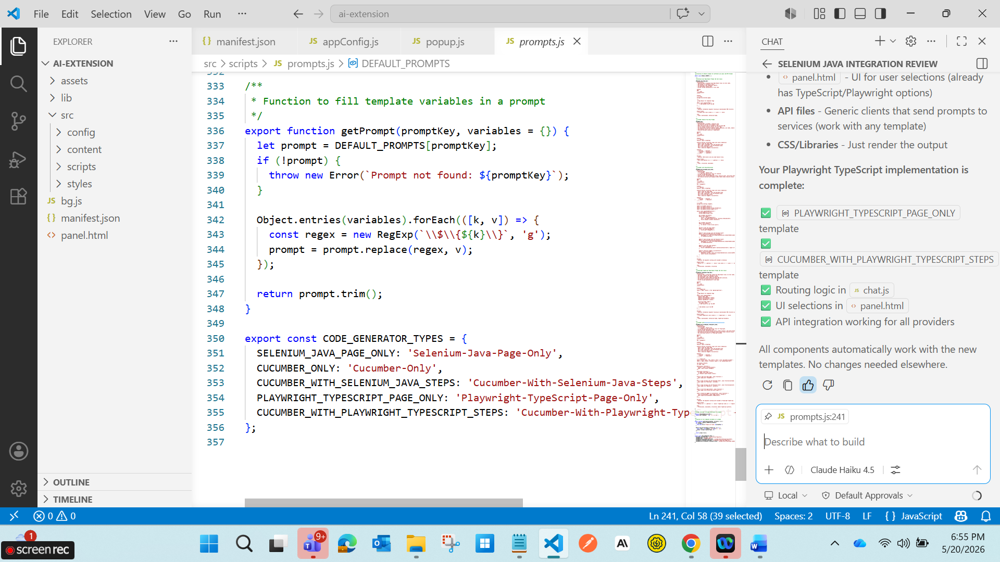 File Edit Selection View Go Run ···
ai-extension
EXPLORER
AI-EXTENSION
assets
lib
src
config
content
scripts
styles
JS bg.js
{} manifest.json
<> panel.html
OUTLINE
TIMELINE
{} manifest.json
JS appConfig.js
JS popup.js
JS prompts.js
src > scripts > JS prompts.js > DEFAULT_PROMPTS
332
333 /**
334 * Function to fill template variables in a prompt
335 */
336 export function getPrompt(promptKey, variables = {}) {
337 let prompt = DEFAULT_PROMPTS[promptKey];
338 if (!prompt) {
339 throw new Error(`Prompt not found: ${promptKey}`);
340 }
341
342 Object.entries(variables).forEach(([k, v]) => {
343 const regex = new RegExp(`\\$\\{${k}\\}`, 'g');
344 prompt = prompt.replace(regex, v);
345 });
346
347 return prompt.trim();
348 }
349
350 export const CODE_GENERATOR_TYPES = {
351 SELENIUM_JAVA_PAGE_ONLY: 'Selenium-Java-Page-Only',
352 CUCUMBER_ONLY: 'Cucumber-Only',
353 CUCUMBER_WITH_SELENIUM_JAVA_STEPS: 'Cucumber-With-Selenium-Java-Steps',
354 PLAYWRIGHT_TYPESCRIPT_PAGE_ONLY: 'Playwright-TypeScript-Page-Only',
355 CUCUMBER_WITH_PLAYWRIGHT_TYPESCRIPT_STEPS: 'Cucumber-With-Playwright-Typ
356 };
357
CHAT
SELENIUM JAVA INTEGRATION REVIEW
• <> panel.html - UI for user selections (already
has TypeScript/Playwright options)
• API files - Generic clients that send prompts to
services (work with any template)
• CSS/Libraries - Just render the output
Your Playwright TypeScript implementation is
complete:
✅ PLAYWRIGHT_TYPESCRIPT_PAGE_ONLY
template
✅
CUCUMBER_WITH_PLAYWRIGHT_TYPESCRIPT_STEPS
template
✅ Routing logic in JS chat.js
✅ UI selections in <> panel.html
✅ API integration working for all providers
All components automatically work with the new
templates. No changes needed elsewhere.
JS prompts.js:241
Describe what to build
Claude Haiku 4.5
Local
Default Approvals
0 0
Ln 241, Col 58 (39 selected) Spaces: 2 UTF-8 LF {} JavaScript
1
screen rec
9+
6:55 PM
5/20/2026